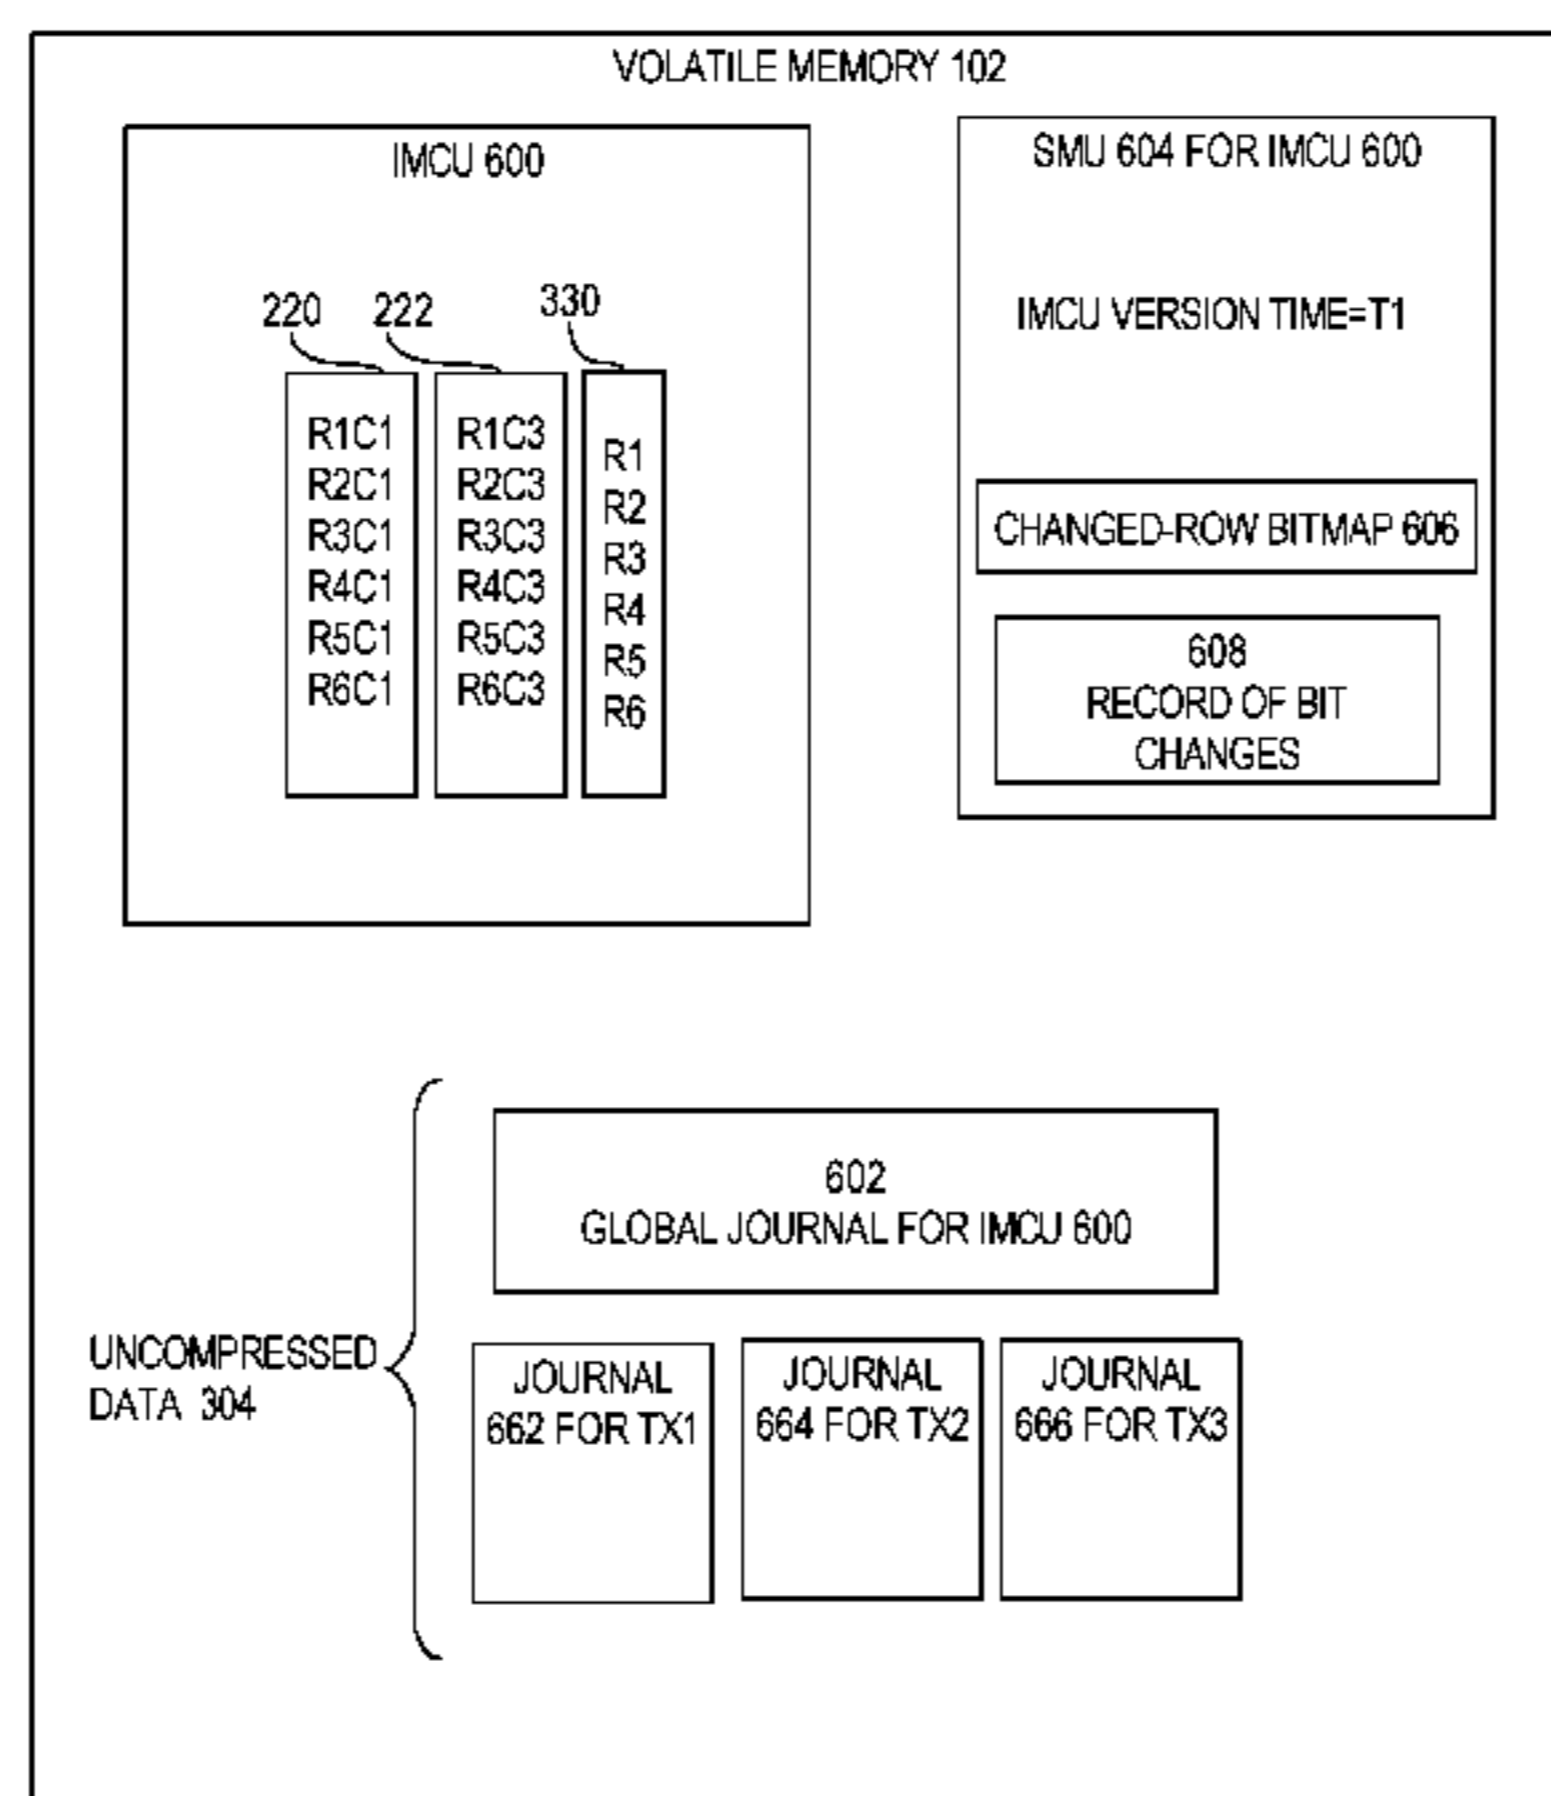 VOLATILE MEMORY 102
IMCU 600
220
222
330
R1C1
R2C1
R3C1
R4C1
R5C1
R6C1
R1C3
R2C3
R3C3
R4C3
R5C3
R6C3
R1
R2
R3
R4
R5
R6
SMU 604 FOR IMCU 600
IMCU VERSION TIME=T1
CHANGED-ROW BITMAP 606
608
RECORD OF BIT
CHANGES
UNCOMPRESSED
DATA 304
602
GLOBAL JOURNAL FOR IMCU 600
JOURNAL
662 FOR TX1
JOURNAL
664 FOR TX2
JOURNAL
666 FOR TX3